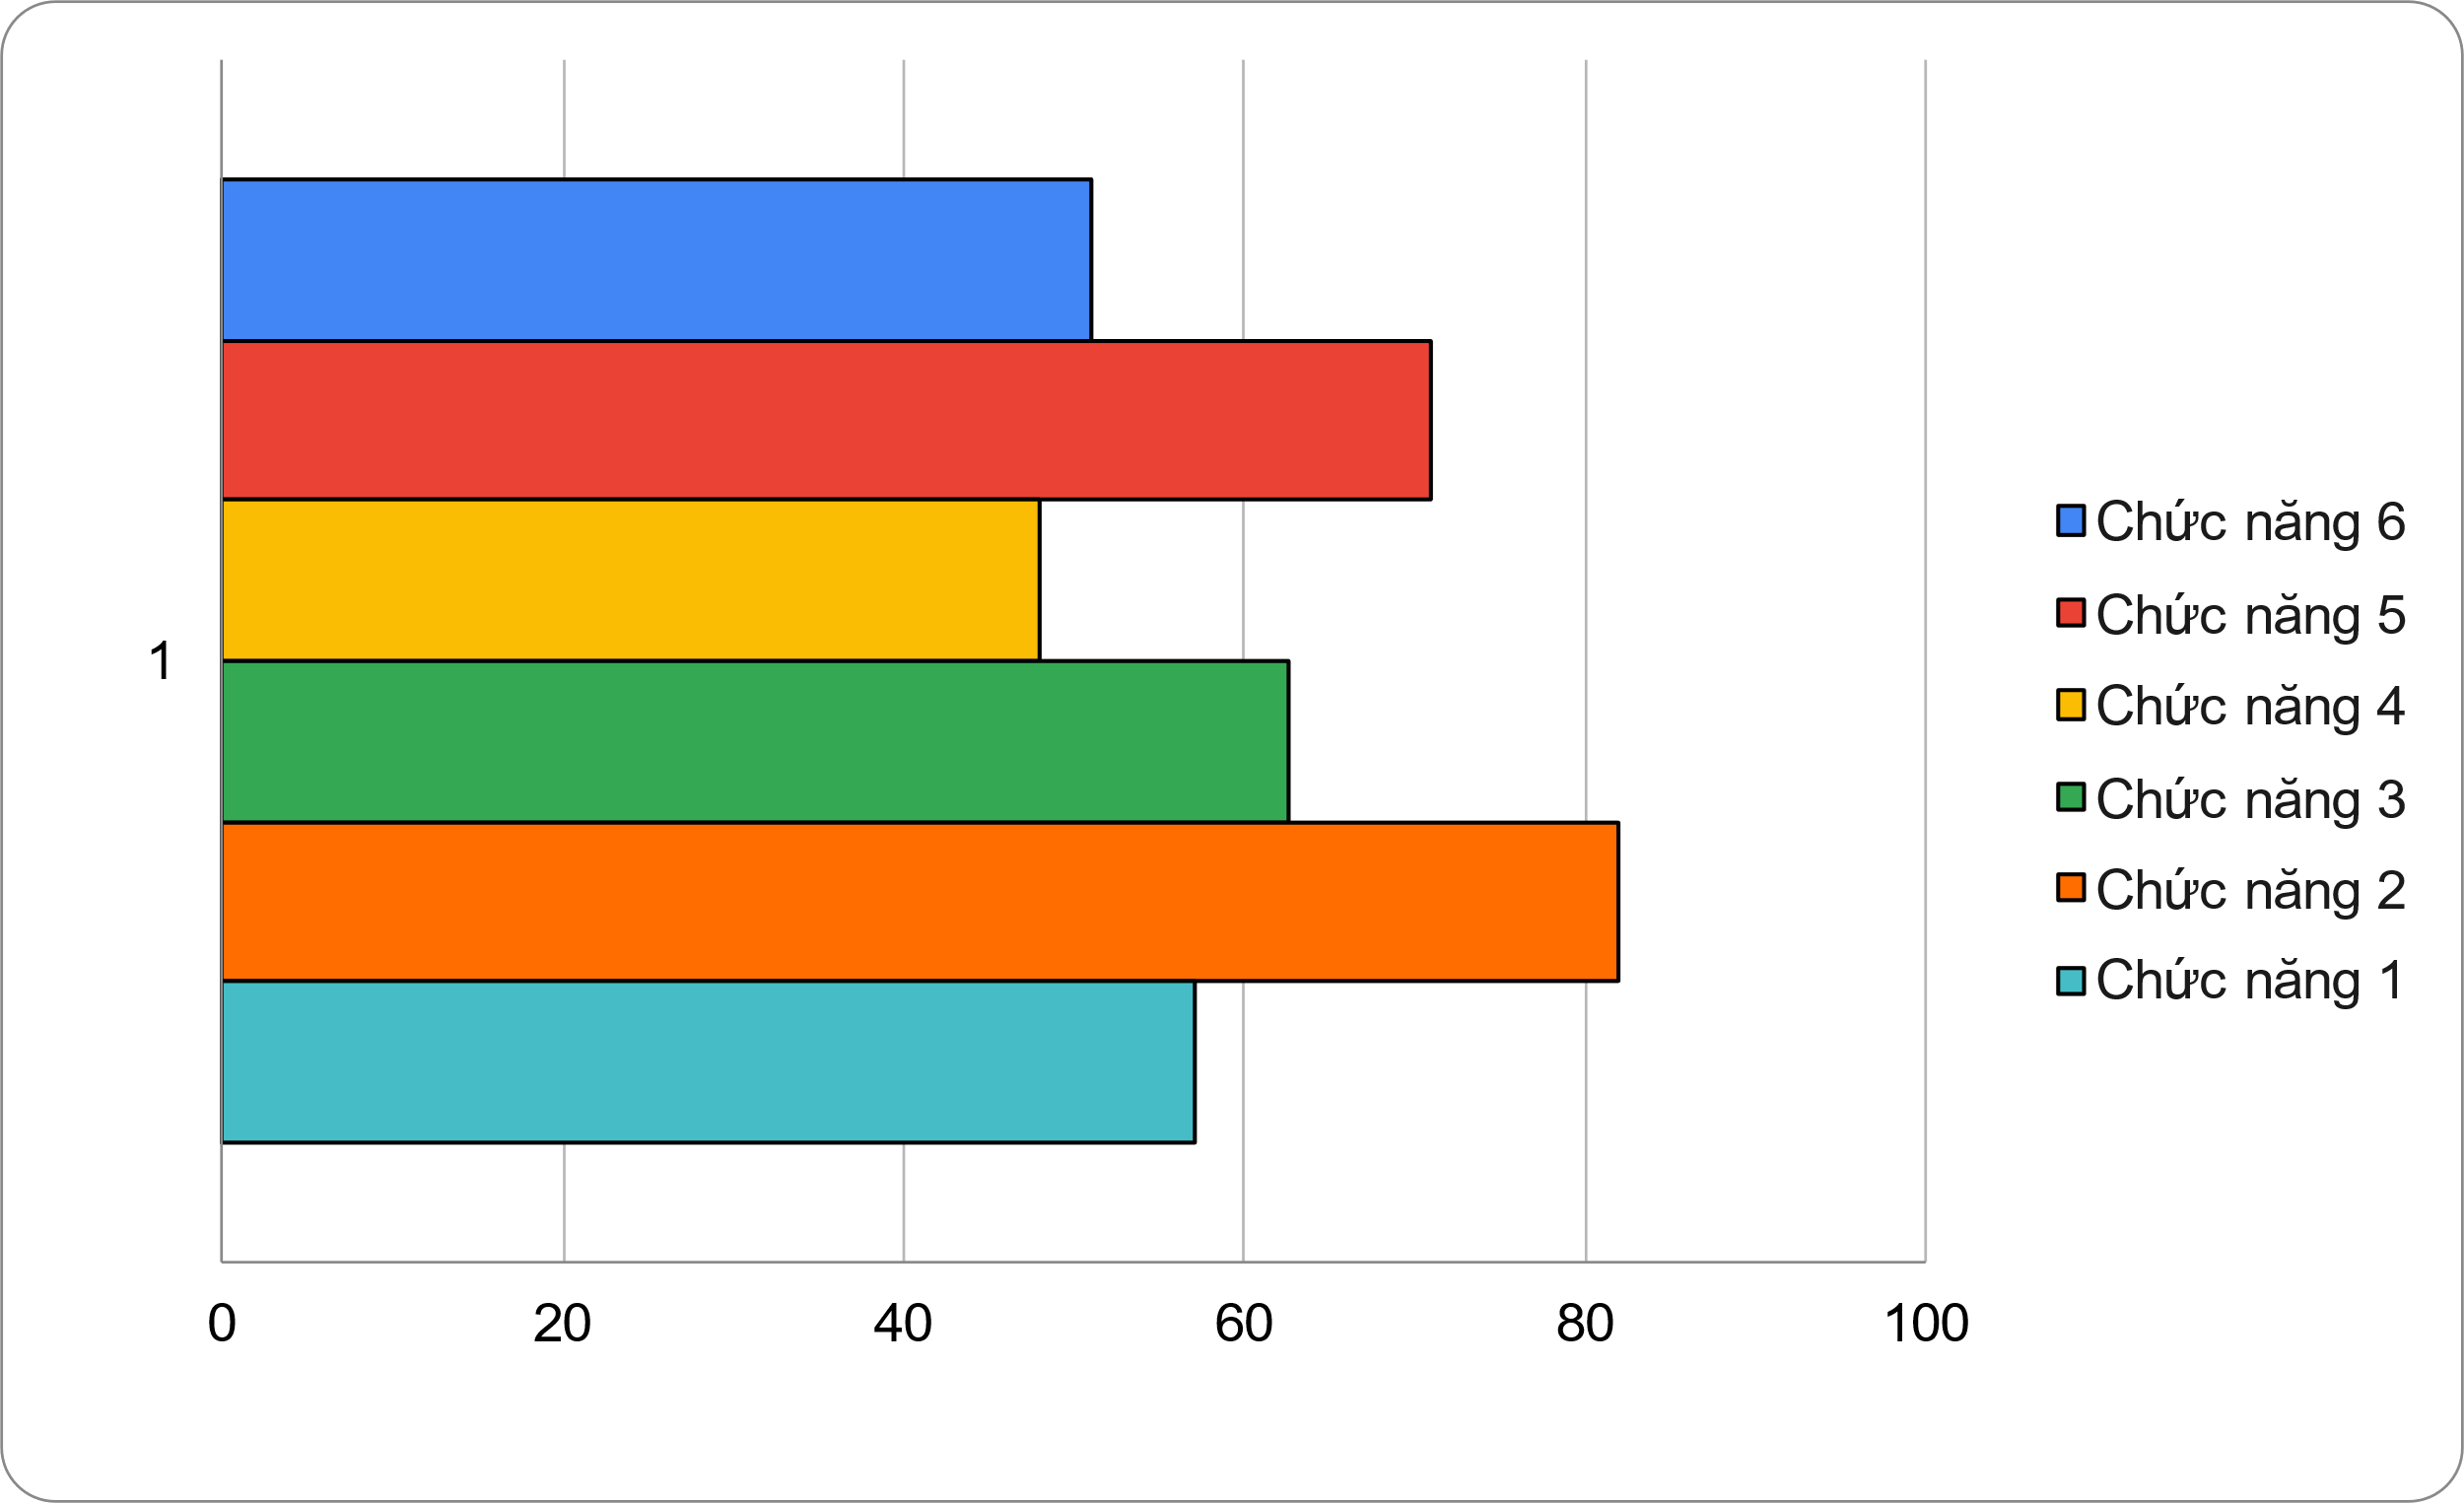 1
0 20 40 60 80 100
Chức năng 6
Chức năng 5
Chức năng 4
Chức năng 3
Chức năng 2
Chức năng 1